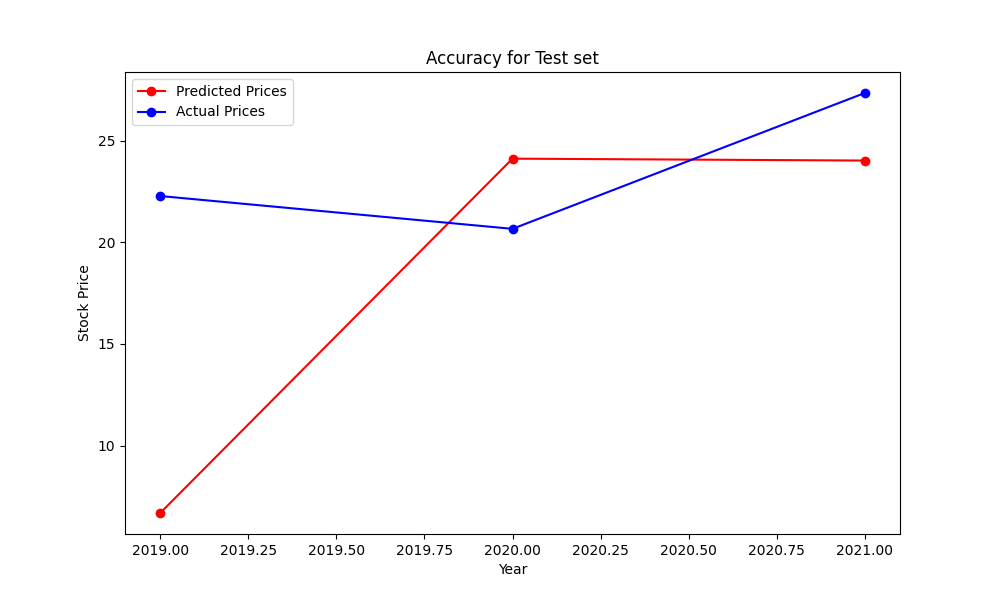 Accuracy for Test set
Predicted Prices
Actual Prices
25
20
15
10
Stock Price
2019.00 2019.25 2019.50 2019.75 2020.00 2020.25 2020.50 2020.75 2021.00
Year